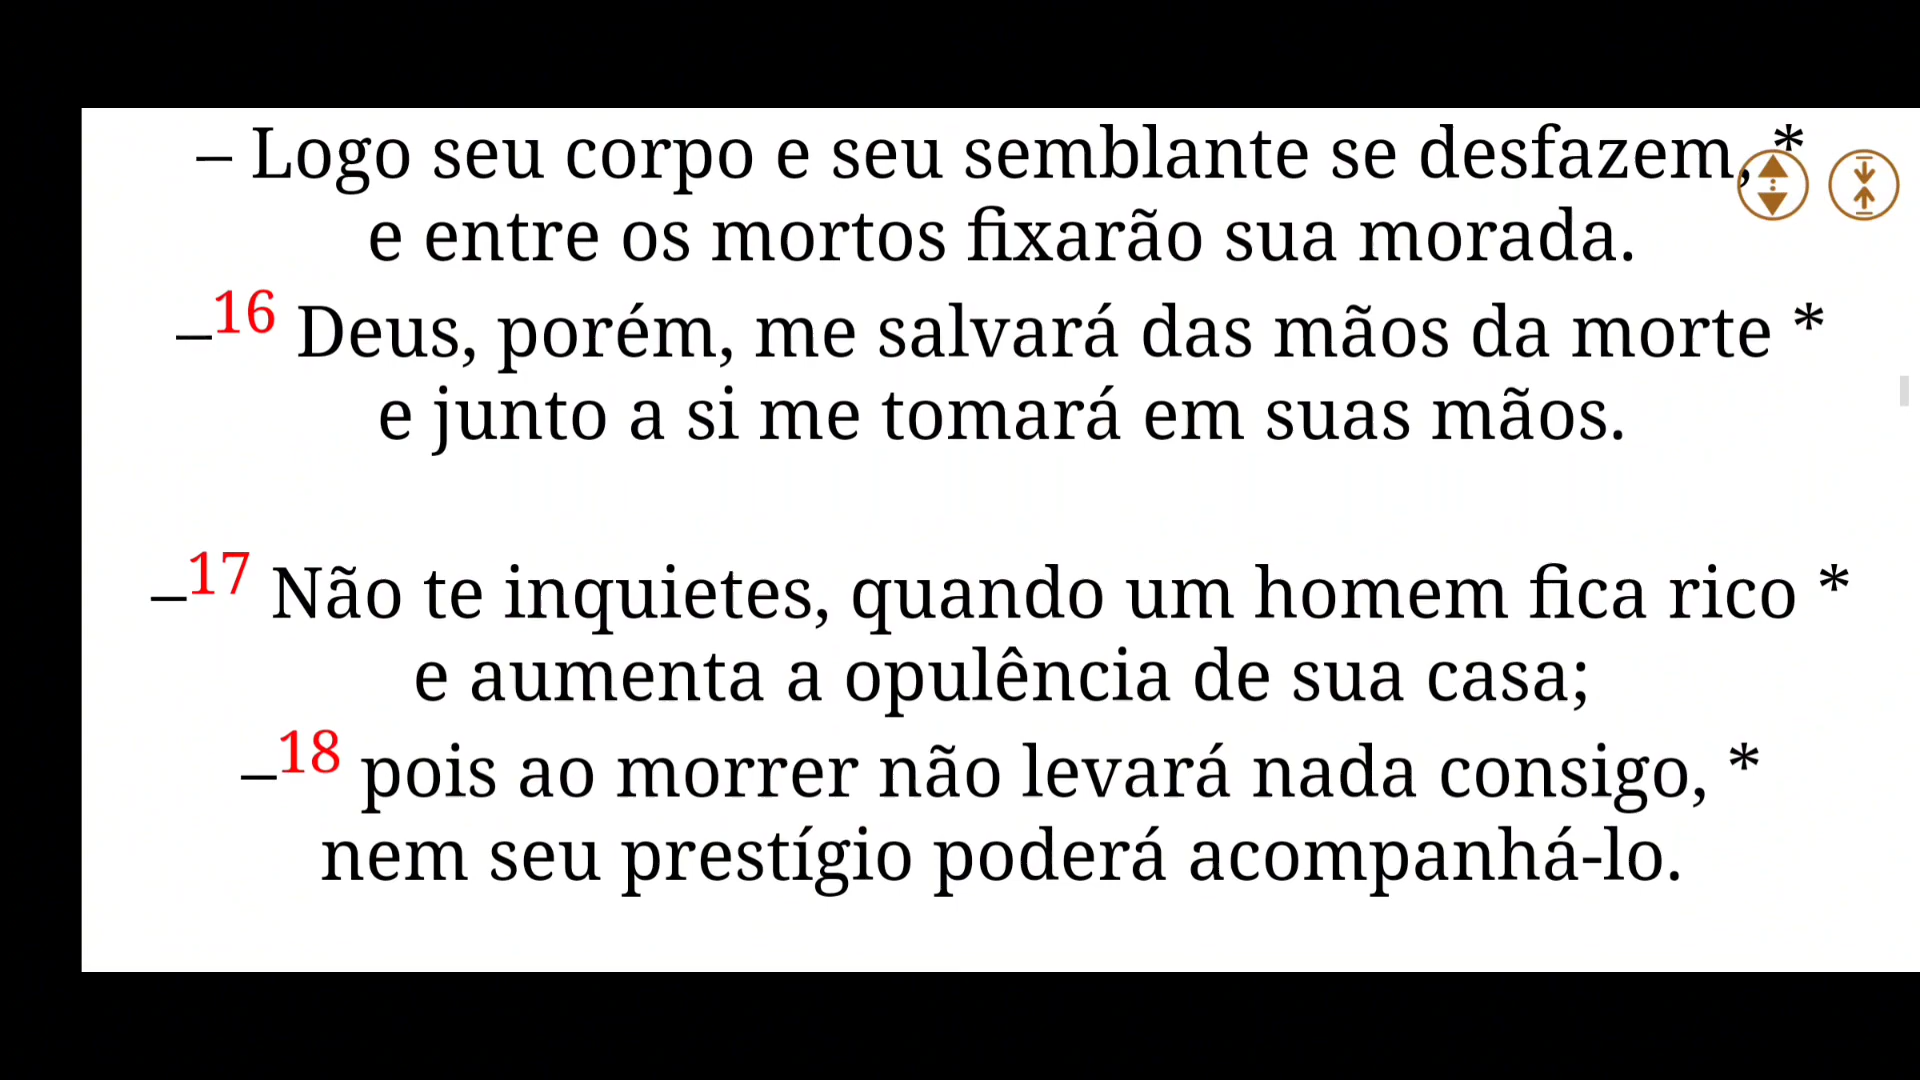 – Logo seu corpo e seu semblante se desfazem, *
e entre os mortos fixarão sua morada.
–16 Deus, porém, me salvará das mãos da morte *
e junto a si me tomará em suas mãos.
–17 Não te inquietes, quando um homem fica rico *
e aumenta a opulência de sua casa;
–18 pois ao morrer não levará nada consigo, *
nem seu prestígio poderá acompanhá-lo.